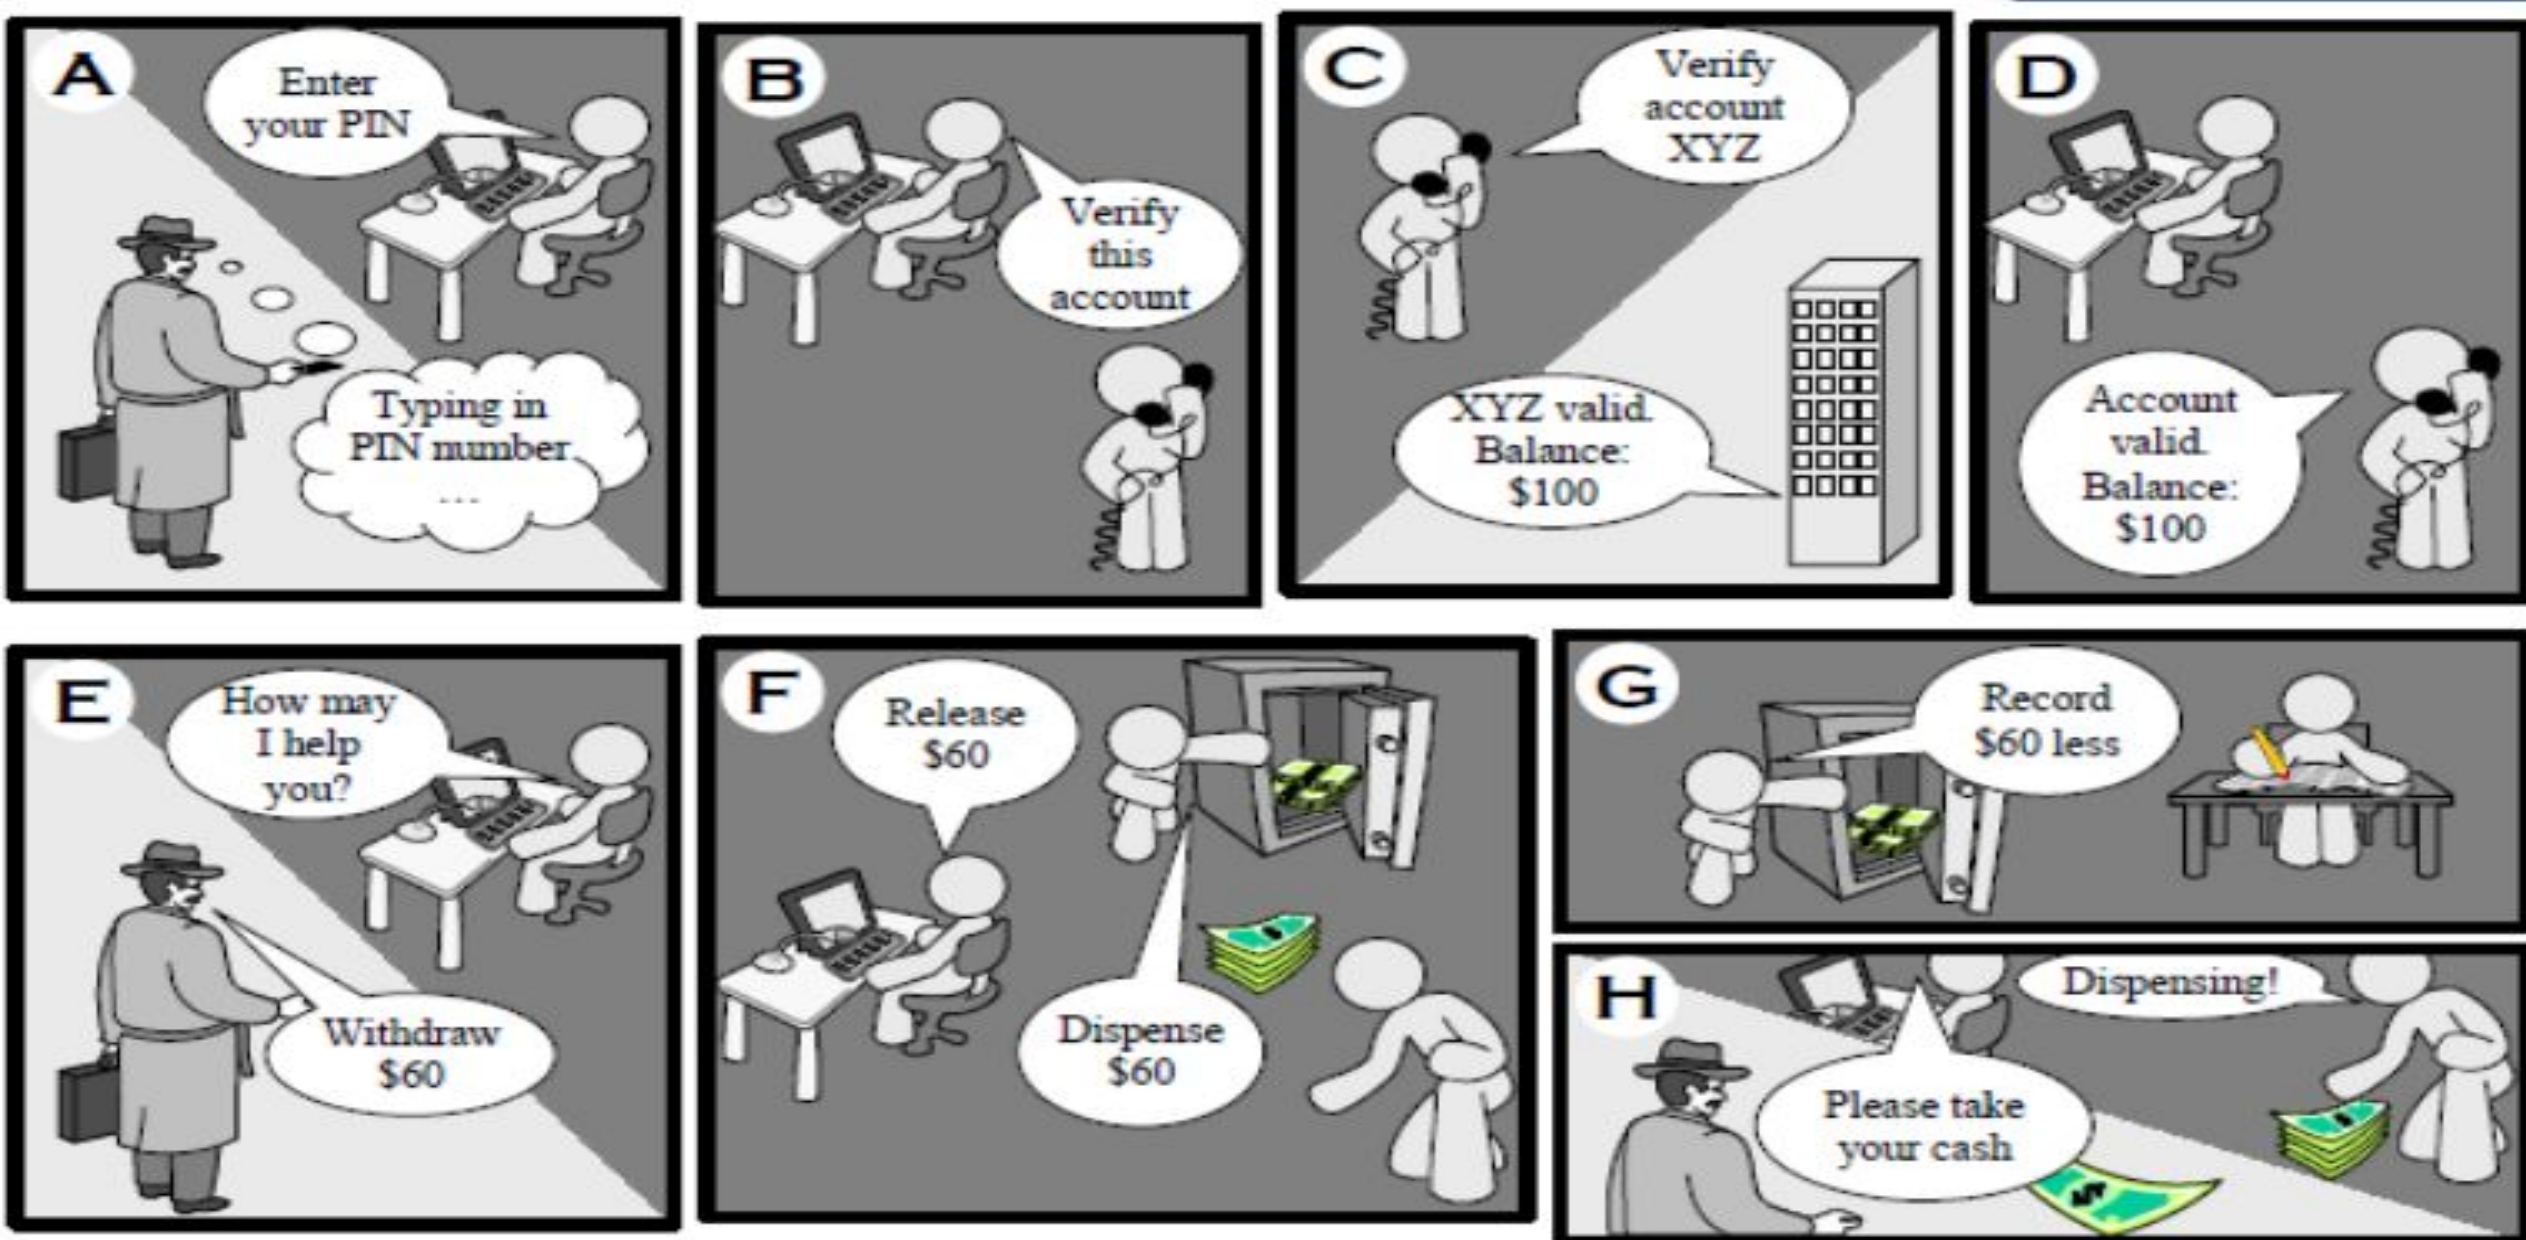 A
Enter
your PIN
Typing in
PIN number
...
B
Verify
this
account
C
Verify
account
XYZ
XYZ valid.
Balance:
$100
D
Account
valid.
Balance:
$100
E
How may
I help
you?
Withdraw
$60
F
Release
$60
Dispense
$60
G
Record
$60 less
H
Dispensing!
Please take
your cash